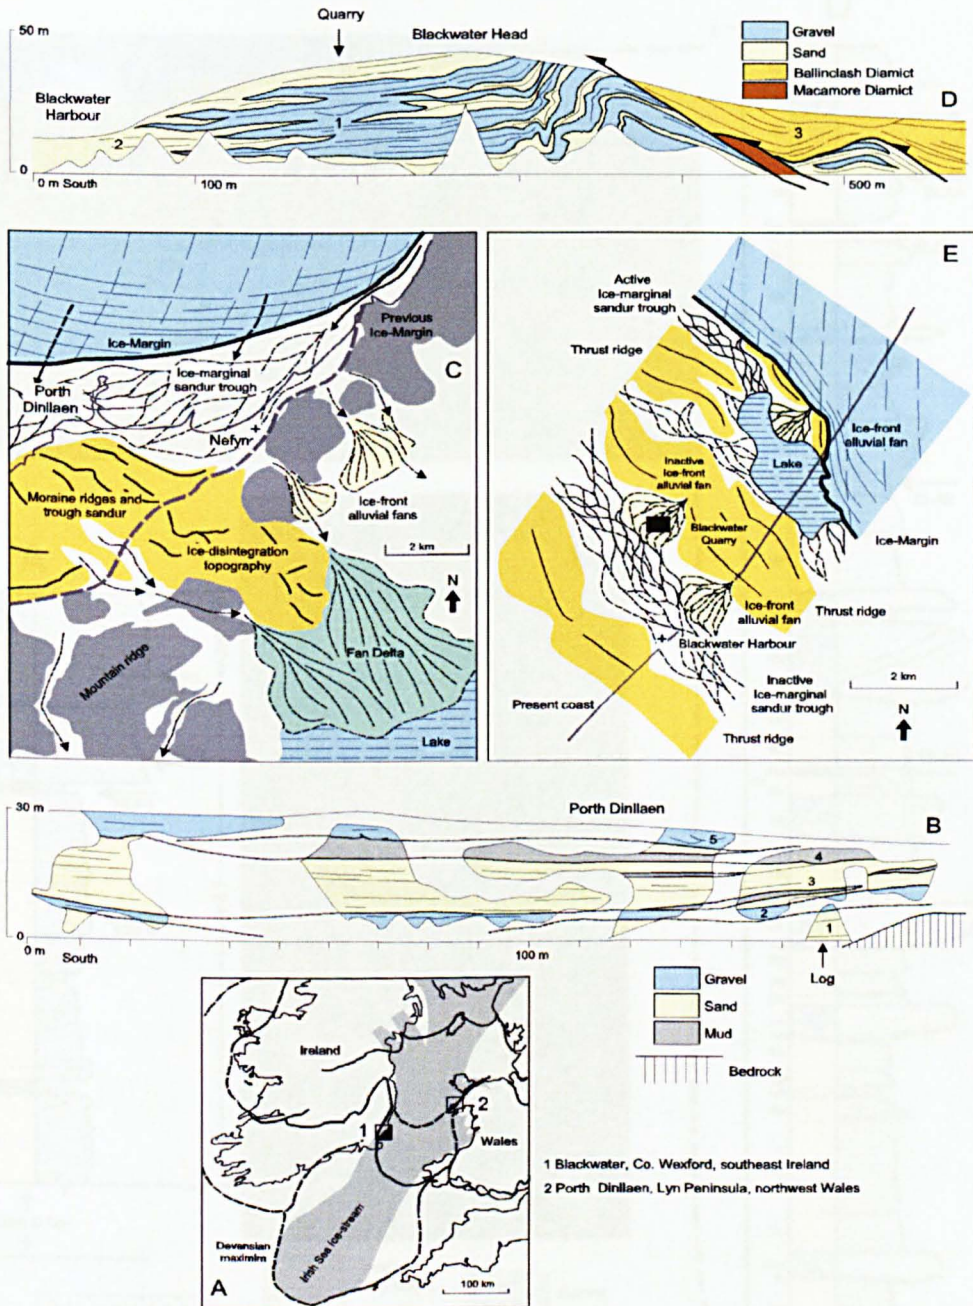 50 m
Quarry
Blackwater Head
Gravel
Sand
Ballinclash Diamict
Macamore Diamict
D
Blackwater
Harbour
1
2
3
0
0 m South
100 m
500 m
Ice-Margin
Previous
Ice-Margin
C
Ice-marginal
sandur trough
Porth
Dinllaen
Nefyn
Moraine ridges and
trough sandur
Ice-front
alluvial fans
Ice-disintegration
topography
2 km
N
Mountain ridge
Fan Delta
Lake
E
Active
Ice-marginal
sandur trough
Thrust ridge
Ice-front
alluvial fan
Lake
Inactive
Ice-front
alluvial fan
Blackwater
Quarry
Ice-Margin
Ice-front
alluvial fan
Thrust ridge
Blackwater Harbour
2 km
Inactive
Ice-marginal
sandur trough
Present coast
N
Thrust ridge
30 m
Porth Dinllaen
B
5
4
3
2
1
0
0 m
South
100 m
Log
Gravel
Sand
Mud
Bedrock
Ireland
1
2
Wales
Devensian
maximim
Irish Sea Ice-stream
A
100 km
1 Blackwater, Co. Wexford, southeast Ireland
2 Porth Dinllaen, Lyn Peninsula, northwest Wales